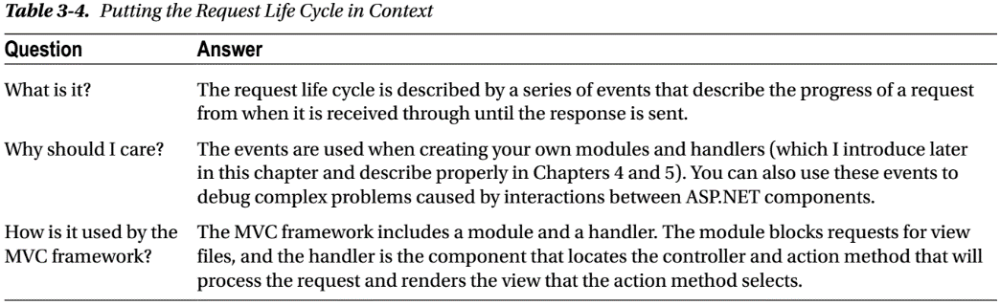 Table 3-4. Putting the Request Life Cycle in Context
Question Answer
What is it? The request life cycle is described by a series of events that describe the progress of a request
from when it is received through until the response is sent.
Why should I care? The events are used when creating your own modules and handlers (which I introduce later
in this chapter and describe properly in Chapters 4 and 5). You can also use these events to
debug complex problems caused by interactions between ASP.NET components.
How is it used by the The MVC framework includes a module and a handler. The module blocks requests for view
MVC framework? files, and the handler is the component that locates the controller and action method that will
process the request and renders the view that the action method selects.